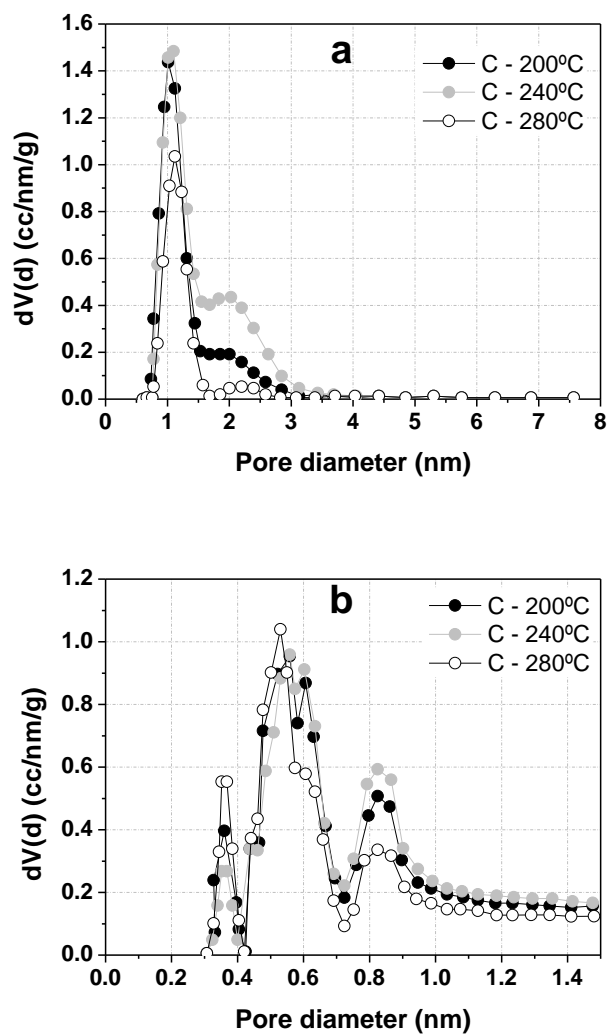 a
C - 200ºC
C - 240ºC
C - 280ºC
dV(d) (cc/nm/g)
1.6
1.4
1.2
1.0
0.8
0.6
0.4
0.2
0.0
0 1 2 3 4 5 6 7 8
Pore diameter (nm)
b
C - 200ºC
C - 240ºC
C - 280ºC
dV(d) (cc/nm/g)
1.2
1.0
0.8
0.6
0.4
0.2
0.0
0.0 0.2 0.4 0.6 0.8 1.0 1.2 1.4
Pore diameter (nm)